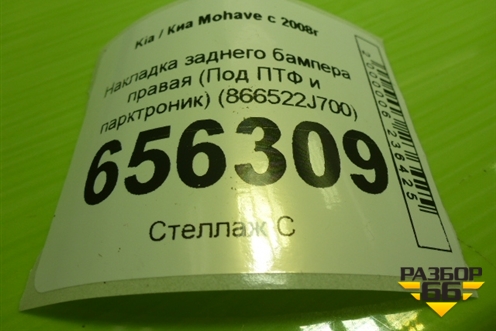 Kia / Киа Mohave с 2008г
Накладка заднего бампера
правая (Под ПТФ и
парктроник) (866522J700)
656309
Стеллаж С
2000006236425
РАЗБОР
66